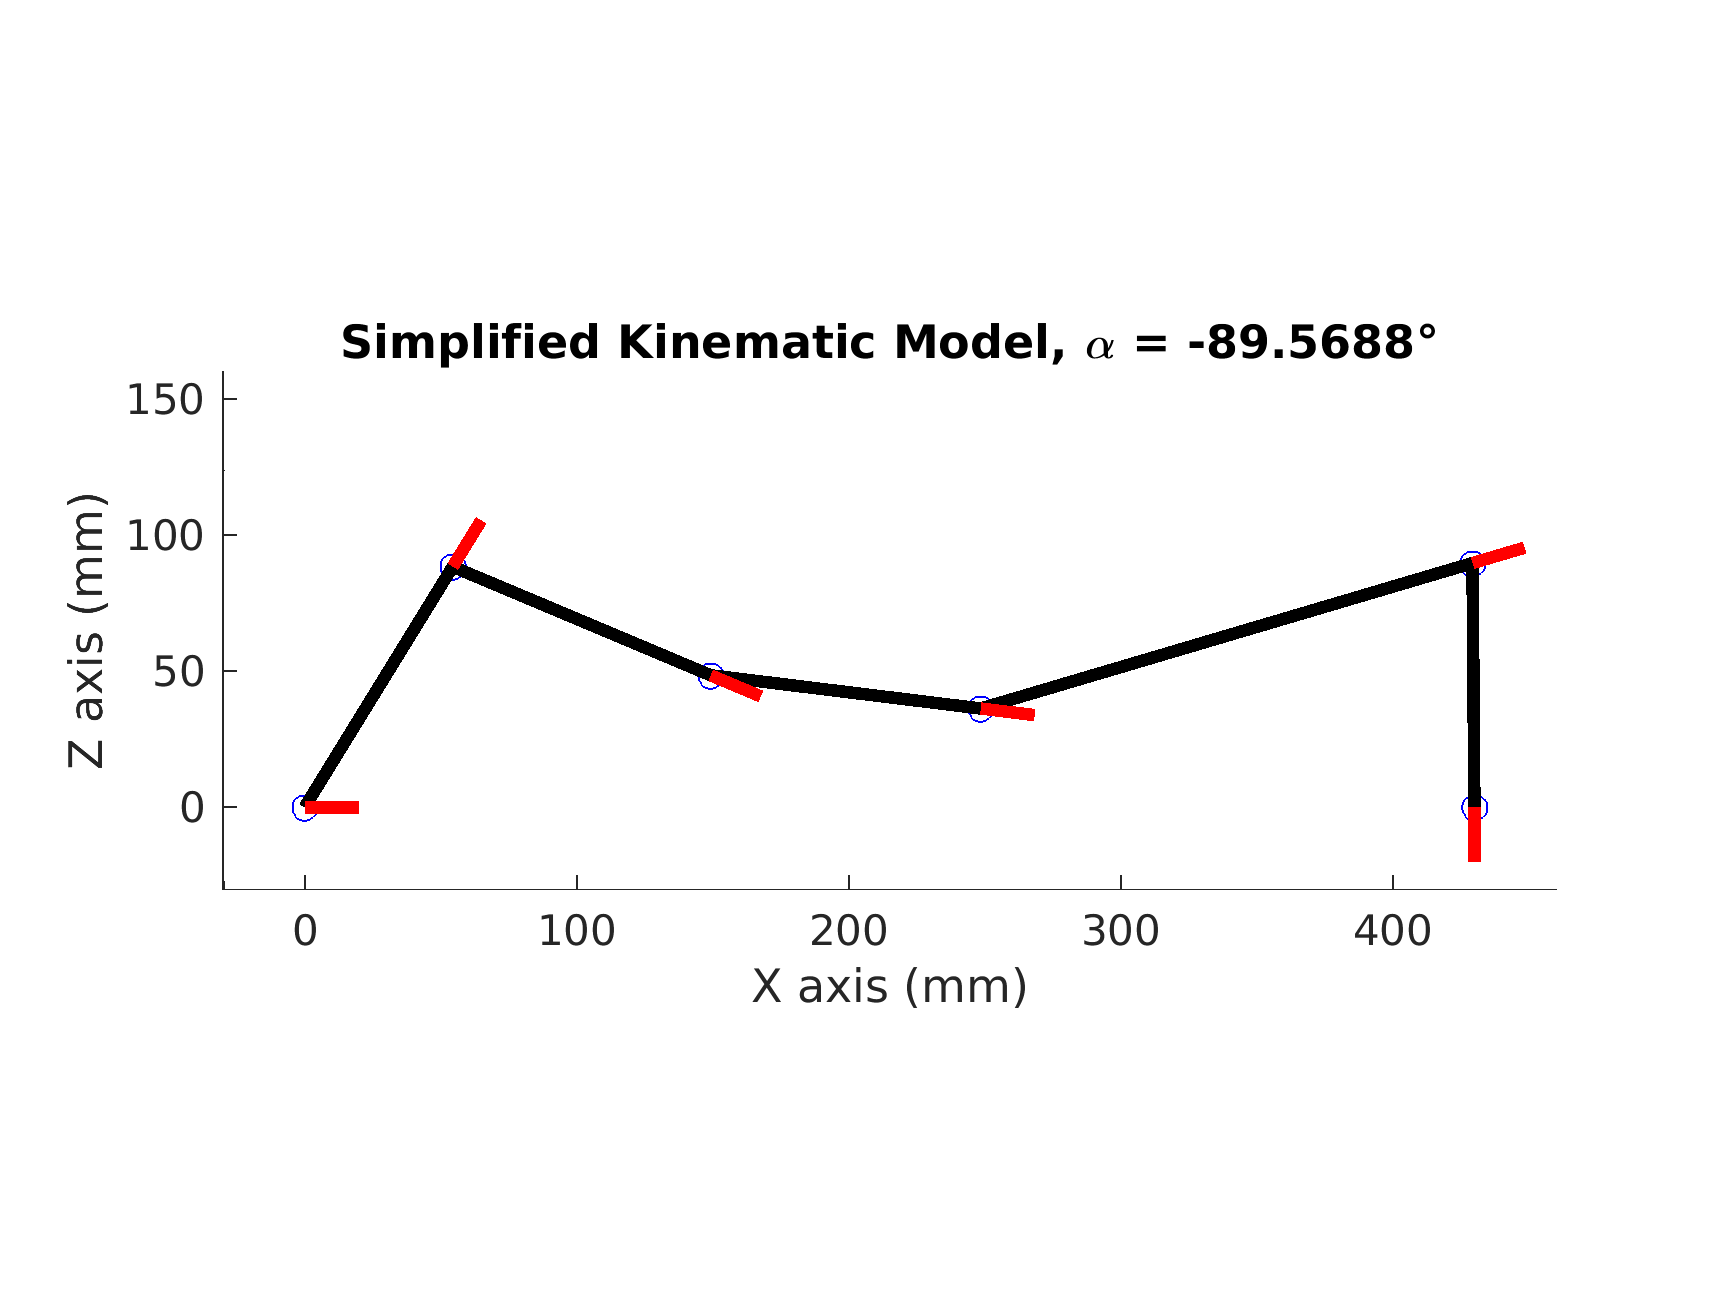 Simplified Kinematic Model, α = -89.5688°
150
100
50
0
Z axis (mm)
0 100 200 300 400
X axis (mm)